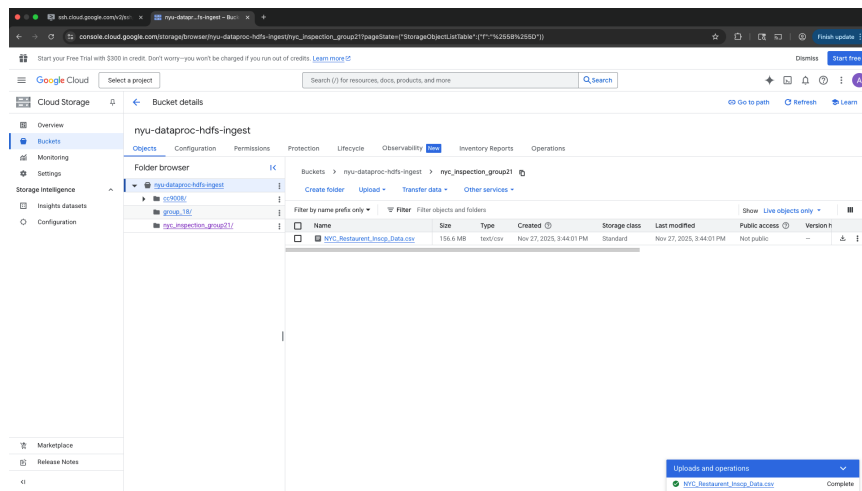 ssh.cloud.google.com/v2/ssh
nyu-datapr...fs-ingest – Buck
console.cloud.google.com/storage/browser/nyu-dataproc-hdfs-ingest/nyc_inspection_group21?pageState=("StorageObjectListTable":("f":"%255B%255D"))
Finish update
Start your Free Trial with $300 in credit. Don't worry—you won't be charged if you run out of credits. Learn more
Dismiss
Start free
Google Cloud
Select a project
Search (/) for resources, docs, products, and more
Search
A
Cloud Storage
Bucket details
Go to path
Refresh
Learn
Overview
Buckets
Monitoring
Settings
Storage Intelligence
Insights datasets
Configuration
nyu-dataproc-hdfs-ingest
Objects Configuration Permissions Protection Lifecycle Observability New Inventory Reports Operations
Folder browser
nyu-dataproc-hdfs-ingest
cc9008/
group_18/
nyc_inspection_group21/
Buckets > nyu-dataproc-hdfs-ingest > nyc_inspection_group21
Create folder Upload Transfer data Other services
Filter by name prefix only Filter Filter objects and folders Show Live objects only
Name Size Type Created Storage class Last modified Public access Version h
NYC_Restaurent_Inscp_Data.csv 156.6 MB text/csv Nov 27, 2025, 3:44:01 PM Standard Nov 27, 2025, 3:44:01 PM Not public –
Marketplace
Release Notes
Uploads and operations
NYC_Restaurent_Inscp_Data.csv Complete